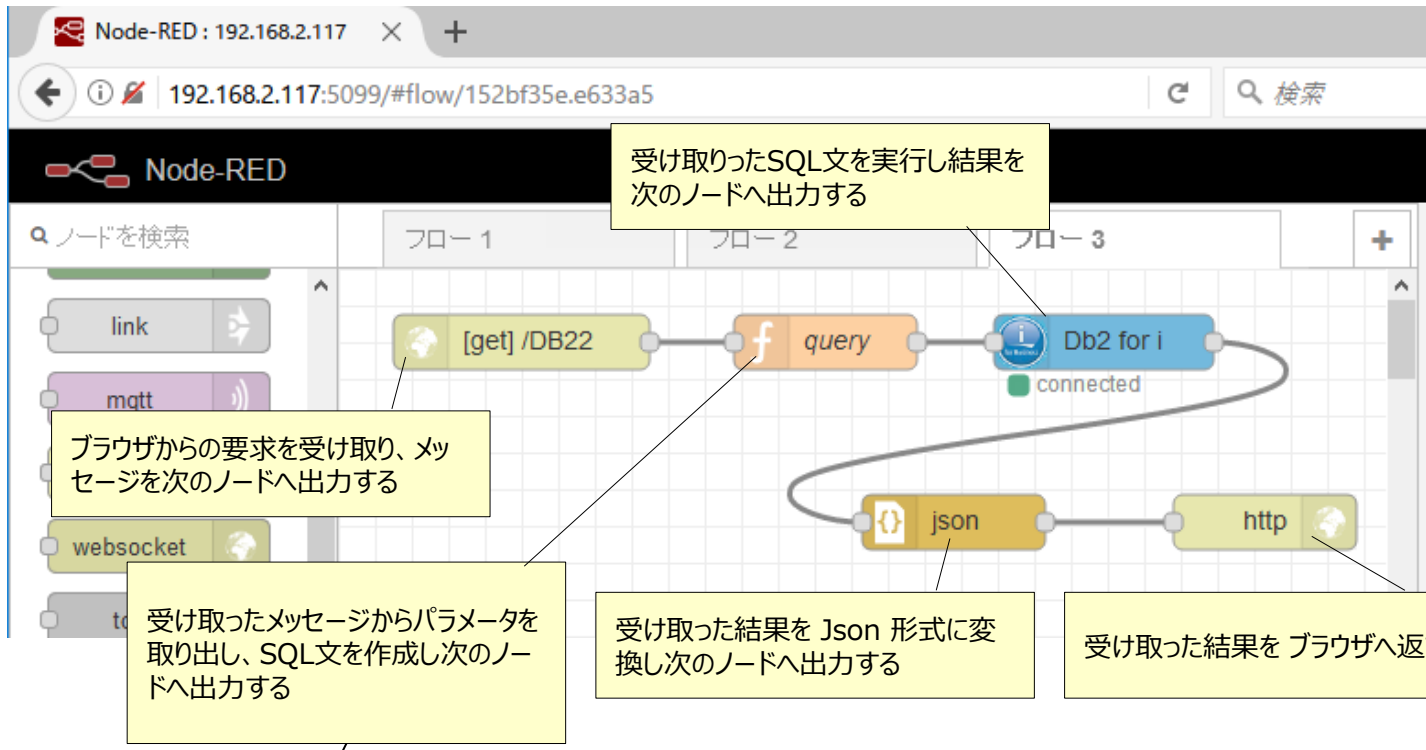 Node-RED : 192.168.2.117
192.168.2.117:5099/#flow/152bf35e.e633a5
検索
Node-RED
受け取りったSQL文を実行し結果を
次のノードへ出力する
ノードを検索
フロー 1
フロー 2
フロー 3
link
[get] /DB22
query
Db2 for i
connected
mqtt
ブラウザからの要求を受け取り、メッ
セージを次のノードへ出力する
json
http
websocket
受け取ったメッセージからパラメータを
取り出し、SQL文を作成し次のノー
ドへ出力する
受け取った結果を Json 形式に変
換し次のノードへ出力する
受け取った結果を ブラウザへ返